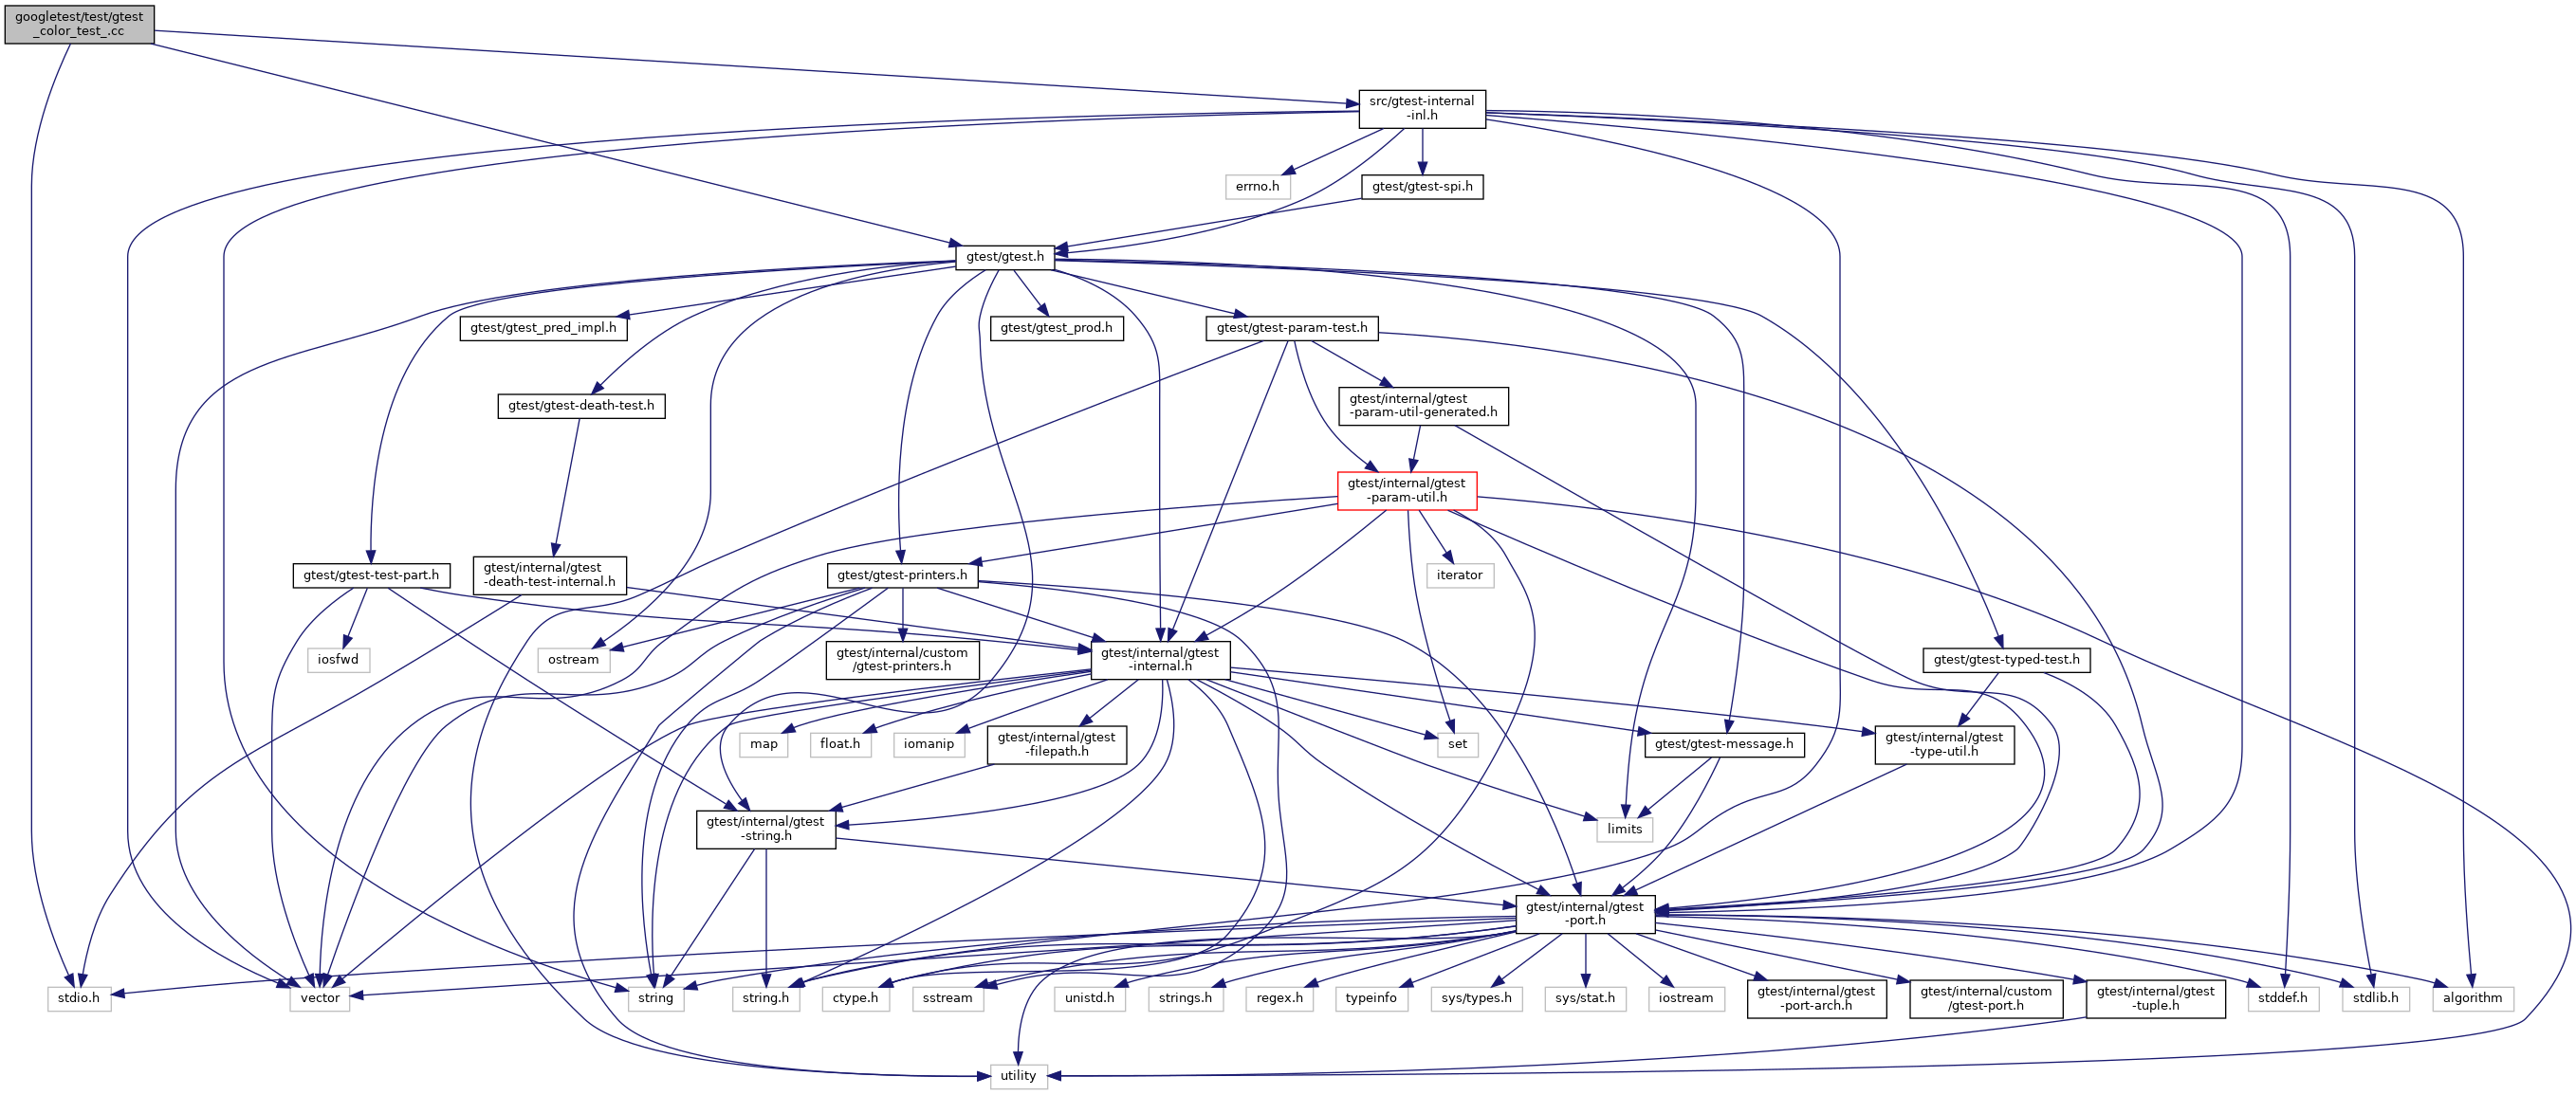 googletest/test/gtest
_color_test_.cc
src/gtest-internal
-inl.h
errno.h
gtest/gtest-spi.h
gtest/gtest.h
gtest/gtest_pred_impl.h
gtest/gtest_prod.h
gtest/gtest-param-test.h
gtest/gtest-death-test.h
gtest/internal/gtest
-param-util-generated.h
gtest/internal/gtest
-param-util.h
gtest/gtest-test-part.h
gtest/internal/gtest
-death-test-internal.h
gtest/gtest-printers.h
iterator
iosfwd
ostream
gtest/internal/custom
/gtest-printers.h
gtest/internal/gtest
-internal.h
gtest/gtest-typed-test.h
map
float.h
iomanip
gtest/internal/gtest
-filepath.h
set
gtest/gtest-message.h
gtest/internal/gtest
-type-util.h
gtest/internal/gtest
-string.h
limits
gtest/internal/gtest
-port.h
stdio.h
vector
string
string.h
ctype.h
sstream
unistd.h
strings.h
regex.h
typeinfo
sys/types.h
sys/stat.h
iostream
gtest/internal/gtest
-port-arch.h
gtest/internal/custom
/gtest-port.h
gtest/internal/gtest
-tuple.h
stddef.h
stdlib.h
algorithm
utility